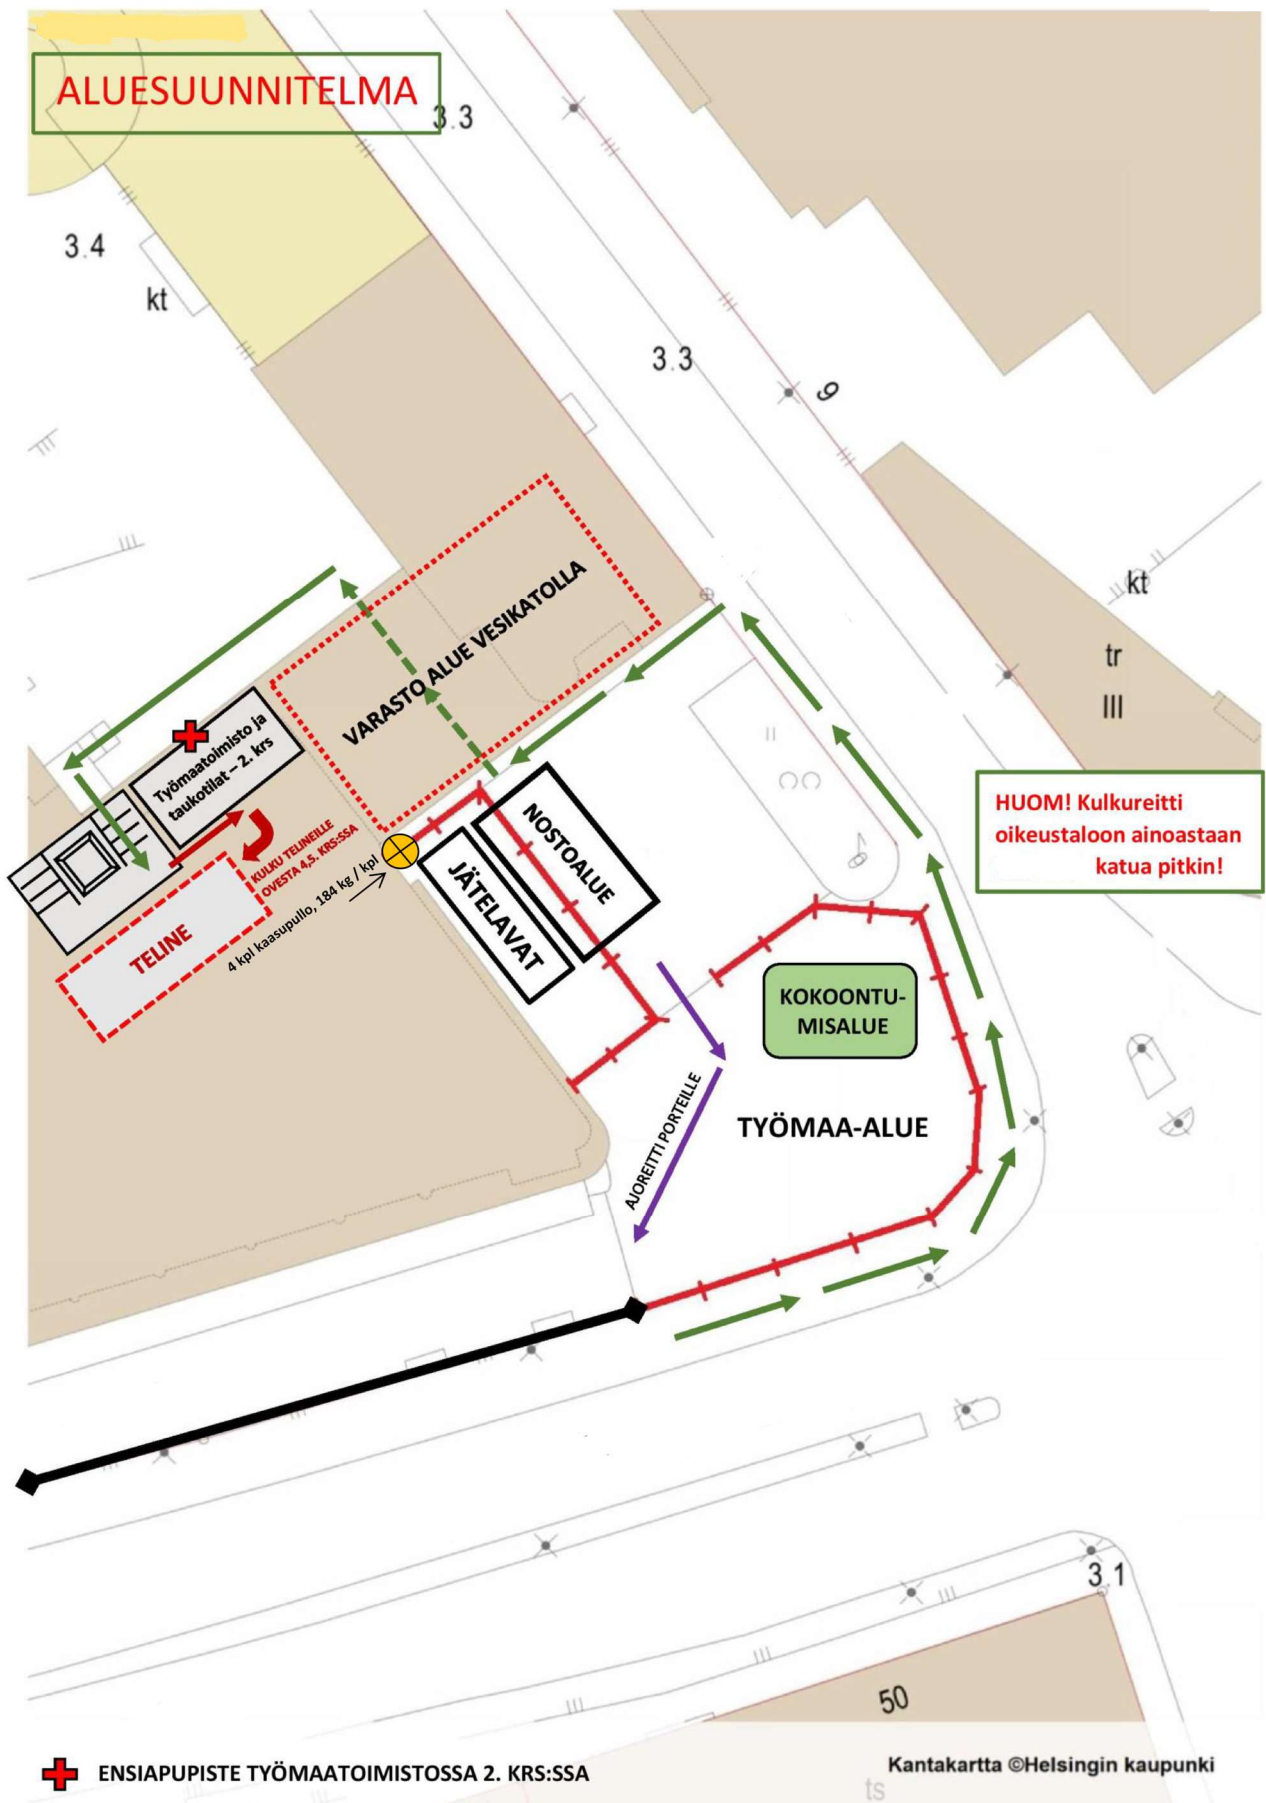 ALUESUUNNITELMA
3.3
3.4
kt
3.3
9
kt
tr
III
VARASTO ALUE VESIKATOLLA
Työmaatoimisto ja
taukotilat – 2. krs
KULKU TELINEILLE
OVESTA 4,5. KRS:SSA
4 kpl kaasupullo, 184 kg / kpl
TELINE
NOSTOALUE
JÄTELAVAT
HUOM! Kulkureitti
oikeustaloon ainoastaan
katua pitkin!
KOKOONTU-
MISALUE
TYÖMAA-ALUE
AJOREITTI PORTEILLE
3.1
50
ENSIAPUPISTE TYÖMAATOIMISTOSSA 2. KRS:SSA
Kantakartta ©Helsingin kaupunki
ts